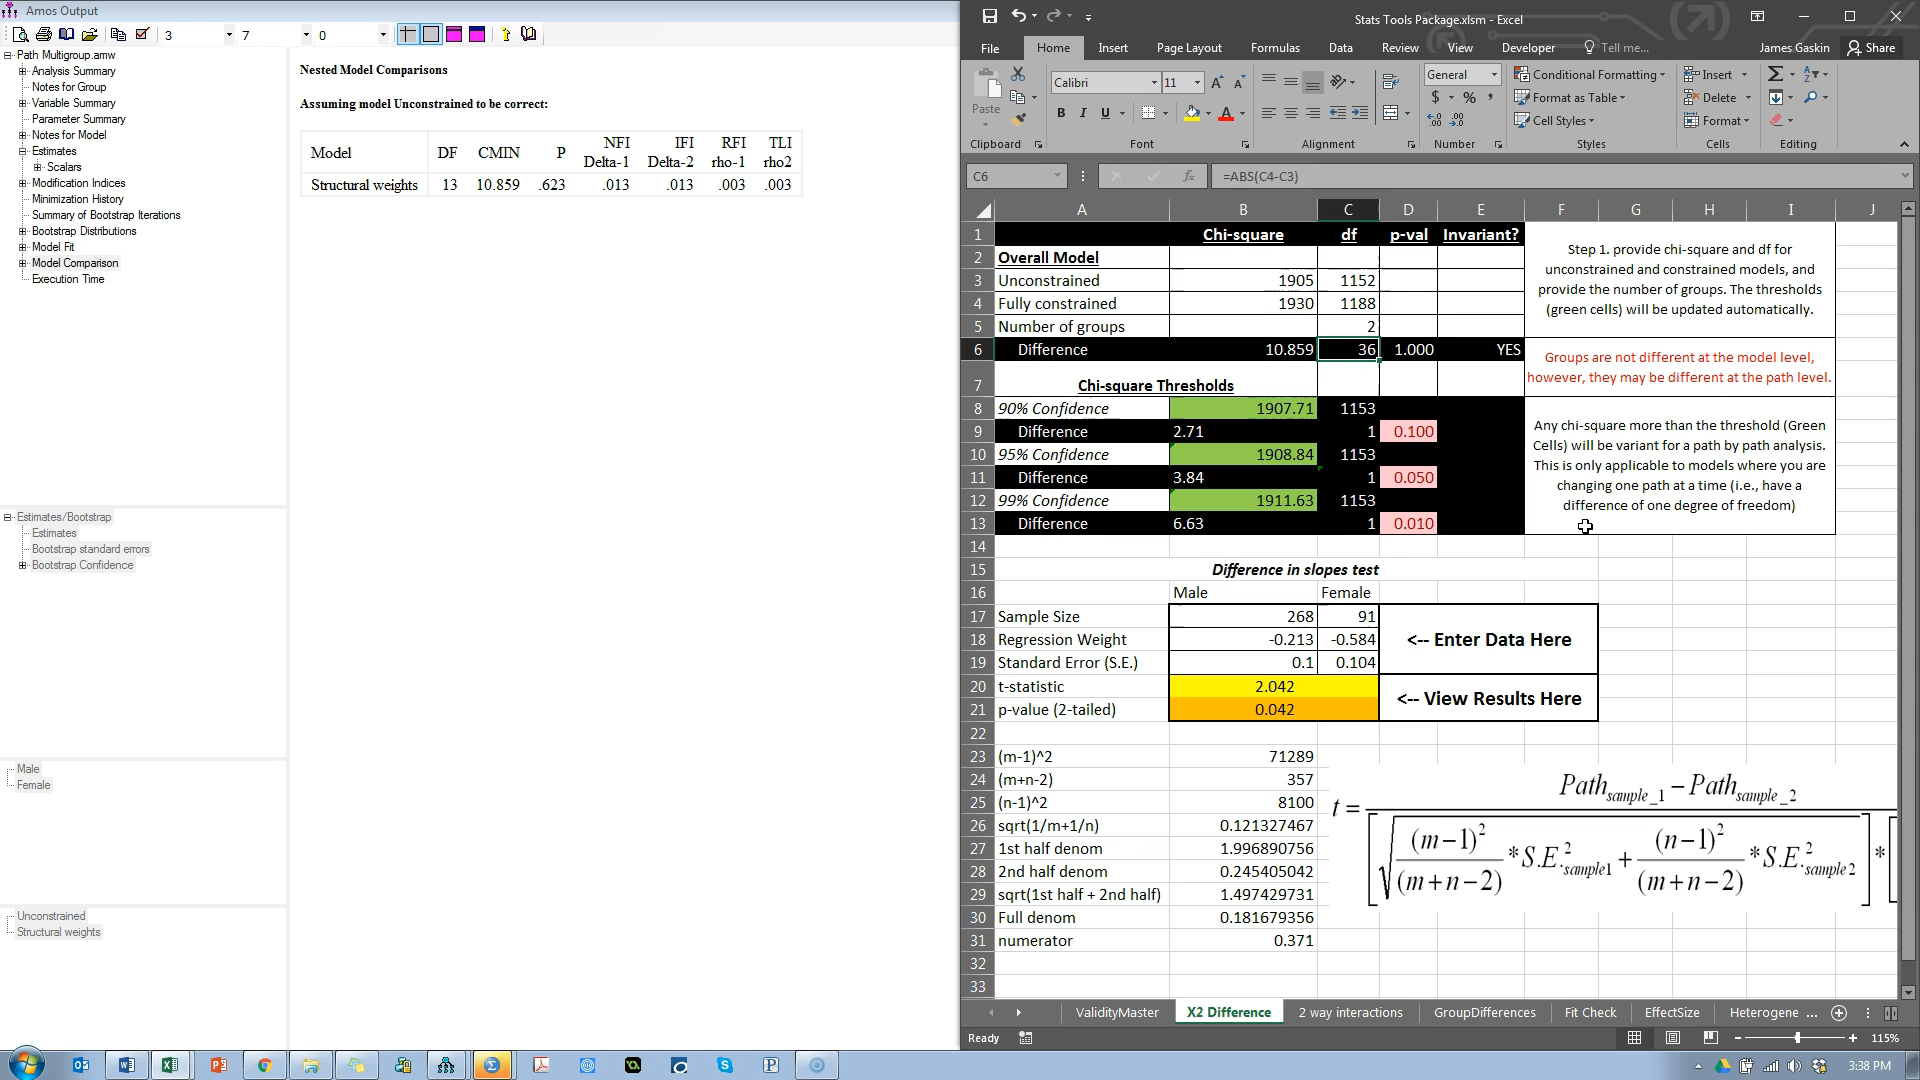 Amos Output
3 7 0
Path Multigroup.amw
Analysis Summary
Notes for Group
Variable Summary
Parameter Summary
Notes for Model
Estimates
Scalars
Modification Indices
Minimization History
Summary of Bootstrap Iterations
Bootstrap Distributions
Model Fit
Model Comparison
Execution Time
Estimates/Bootstrap
Estimates
Bootstrap standard errors
Bootstrap Confidence
Male
Female
Unconstrained
Structural weights
Nested Model Comparisons
Assuming model Unconstrained to be correct:
Model DF CMIN P NFI Delta-1 IFI Delta-2 RFI rho-1 TLI rho2
Structural weights 13 10.859 .623 .013 .013 .003 .003
Stats Tools Package.xlsm - Excel
File Home Insert Page Layout Formulas Data Review View Developer Tell me... James Gaskin Share
Paste
Calibri 11
B I U
A A
General
$ % ,
Conditional Formatting
Format as Table
Cell Styles
Insert
Delete
Format
Clipboard Font Alignment Number Styles Cells Editing
C6 fx =ABS(C4-C3)
A B C D E F G H I J
1 Chi-square df p-val Invariant?
2 Overall Model
3 Unconstrained 1905 1152
4 Fully constrained 1930 1188
5 Number of groups 2
6 Difference 10.859 36 1.000 YES
7 Chi-square Thresholds
8 90% Confidence 1907.71 1153
9 Difference 2.71 1 0.100
10 95% Confidence 1908.84 1153
11 Difference 3.84 1 0.050
12 99% Confidence 1911.63 1153
13 Difference 6.63 1 0.010
Step 1. provide chi-square and df for
unconstrained and constrained models, and
provide the number of groups. The thresholds
(green cells) will be updated automatically.
Groups are not different at the model level,
however, they may be different at the path level.
Any chi-square more than the threshold (Green
Cells) will be variant for a path by path analysis.
This is only applicable to models where you are
changing one path at a time (i.e., have a
difference of one degree of freedom)
14
15 Difference in slopes test
16 Male Female
17 Sample Size 268 91
18 Regression Weight -0.213 -0.584
<-- Enter Data Here
19 Standard Error (S.E.) 0.1 0.104
20 t-statistic 2.042
<-- View Results Here
21 p-value (2-tailed) 0.042
22
23 (m-1)^2 71289
24 (m+n-2) 357
25 (n-1)^2 8100
26 sqrt(1/m+1/n) 0.121327467
27 1st half denom 1.996890756
28 2nd half denom 0.245405042
29 sqrt(1st half + 2nd half) 1.497429731
30 Full denom 0.181679356
31 numerator 0.371
32
33
Path sample_1 − Path sample_2
t =
[√ (m−1)² / (m+n−2) * S.E.² sample1 + (n−1)² / (m+n−2) * S.E.² sample2 ] * [
ValidityMaster X2 Difference 2 way interactions GroupDifferences Fit Check EffectSize Heterogene ...
Ready 115%
3:38 PM